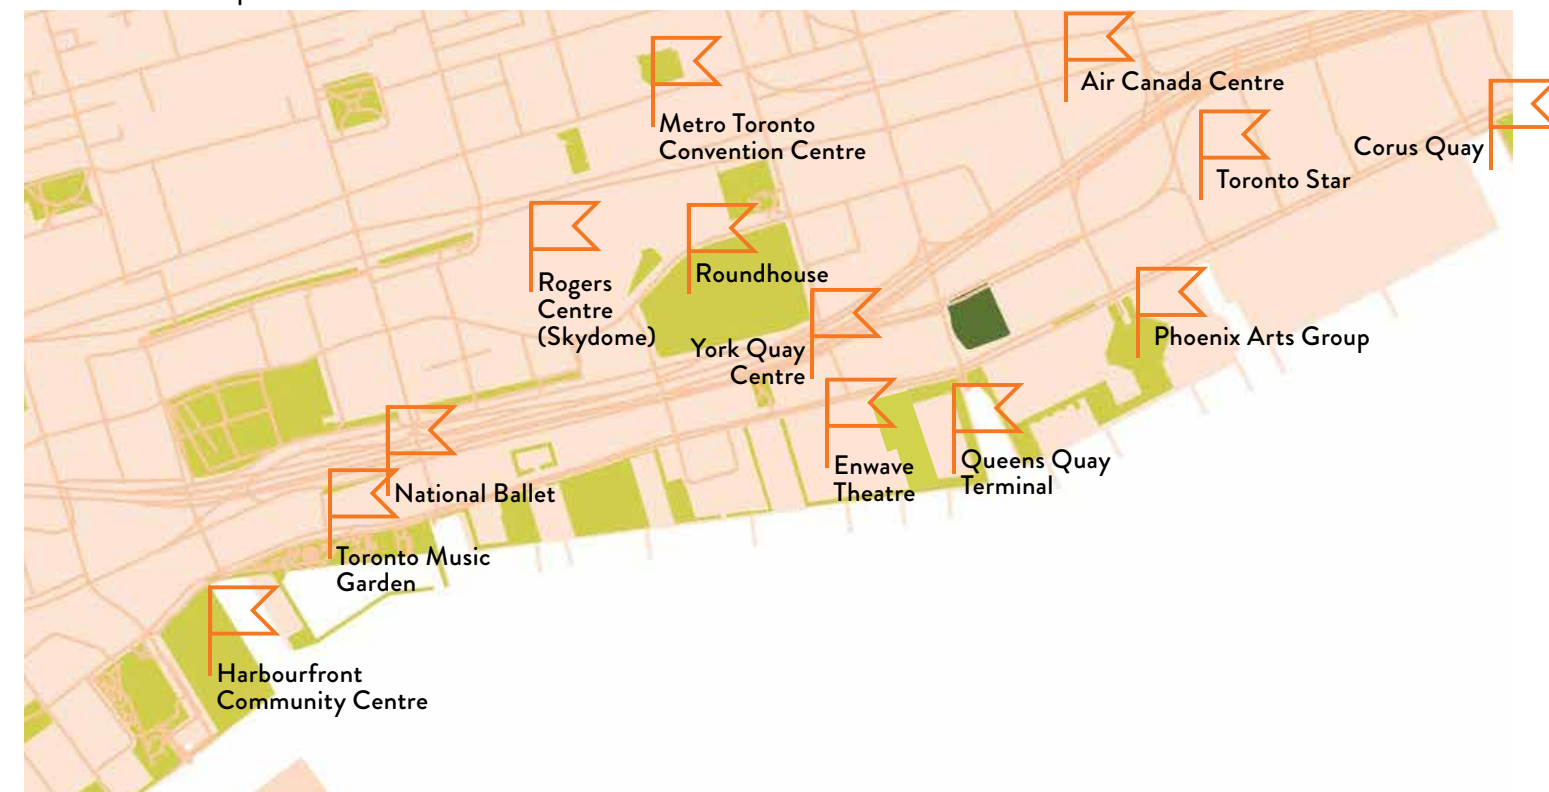 Air Canada Centre
Metro Toronto
Convention Centre
Corus Quay
Toronto Star
Rogers
Centre
(Skydome)
Roundhouse
York Quay
Centre
Phoenix Arts Group
Enwave
Theatre
Queens Quay
Terminal
National Ballet
Toronto Music
Garden
Harbourfront
Community Centre